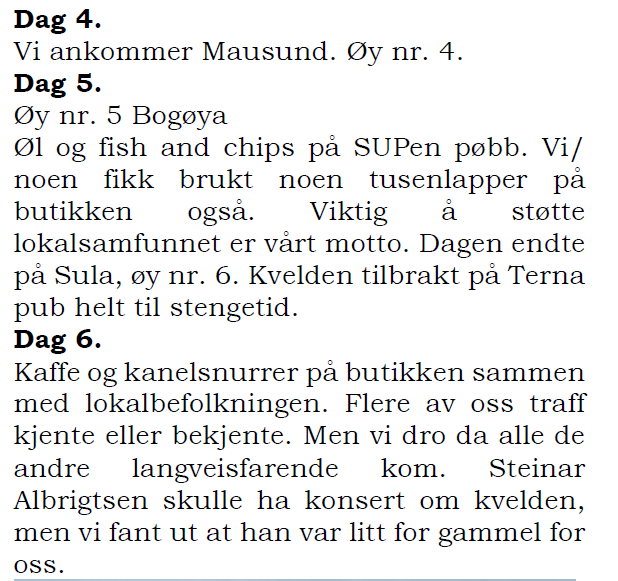 Dag 4.
Vi ankommer Mausund. Øy nr. 4.
Dag 5.
Øy nr. 5 Bogøya
Øl og fish and chips på SUPen pøbb. Vi/
noen fikk brukt noen tusenlapper på
butikken også. Viktig å støtte
lokalsamfunnet er vårt motto. Dagen endte
på Sula, øy nr. 6. Kvelden tilbrakt på Terna
pub helt til stengetid.
Dag 6.
Kaffe og kanelsnurrer på butikken sammen
med lokalbefolkningen. Flere av oss traff
kjente eller bekjente. Men vi dro da alle de
andre langveisfarende kom. Steinar
Albrigtsen skulle ha konsert om kvelden,
men vi fant ut at han var litt for gammel for
oss.